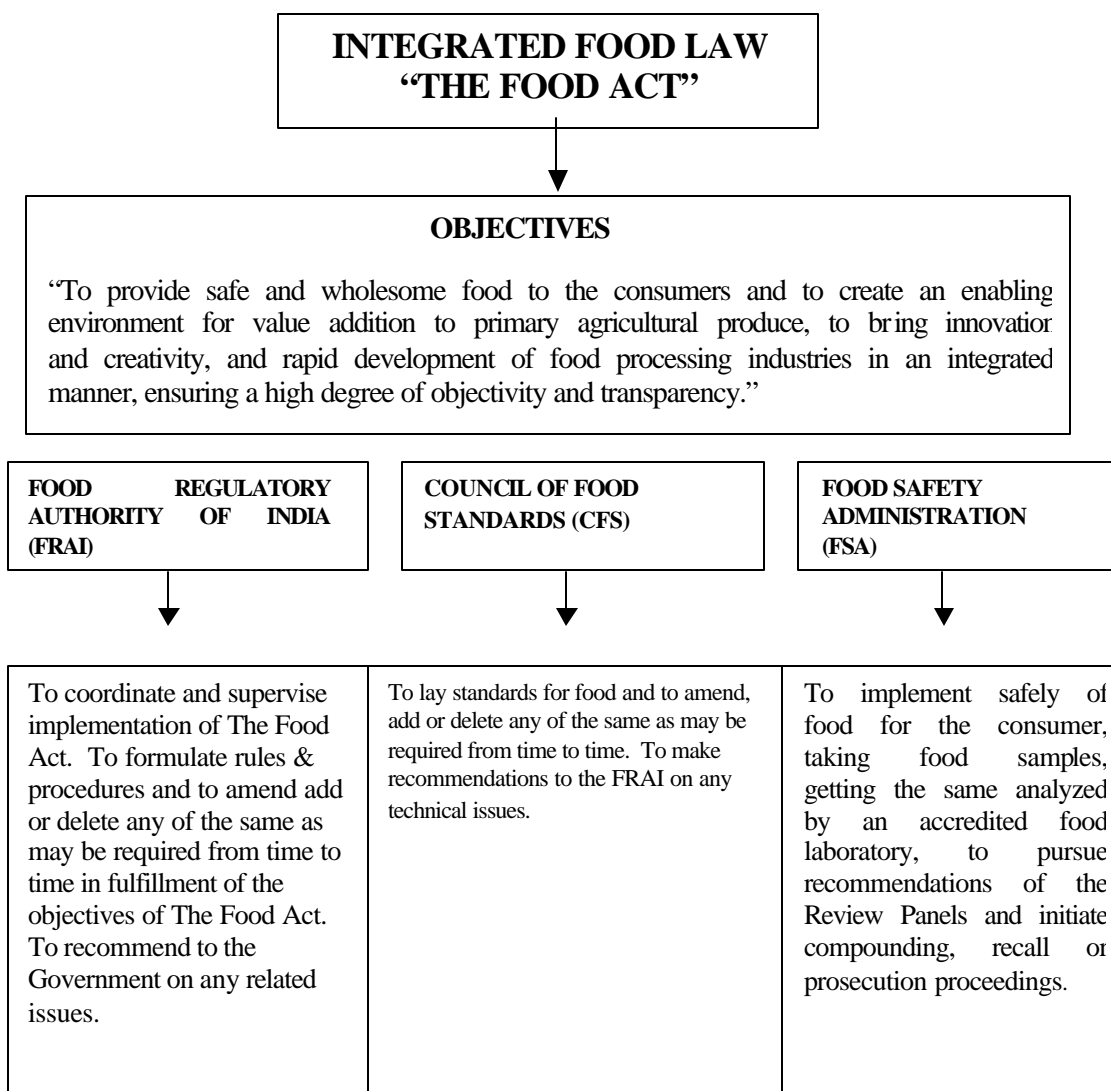 INTEGRATED FOOD LAW
“THE FOOD ACT”
OBJECTIVES
“To provide safe and wholesome food to the consumers and to create an enabling
environment for value addition to primary agricultural produce, to bring innovation
and creativity, and rapid development of food processing industries in an integrated
manner, ensuring a high degree of objectivity and transparency.”
FOOD REGULATORY
AUTHORITY OF INDIA
(FRAI)
COUNCIL OF FOOD
STANDARDS (CFS)
FOOD SAFETY
ADMINISTRATION
(FSA)
To coordinate and supervise
implementation of The Food
Act. To formulate rules &
procedures and to amend add
or delete any of the same as
may be required from time to
time in fulfillment of the
objectives of The Food Act.
To recommend to the
Government on any related
issues.
To lay standards for food and to amend,
add or delete any of the same as may be
required from time to time. To make
recommendations to the FRAI on any
technical issues.
To implement safely of
food for the consumer,
taking food samples,
getting the same analyzed
by an accredited food
laboratory, to pursue
recommendations of the
Review Panels and initiate
compounding, recall or
prosecution proceedings.